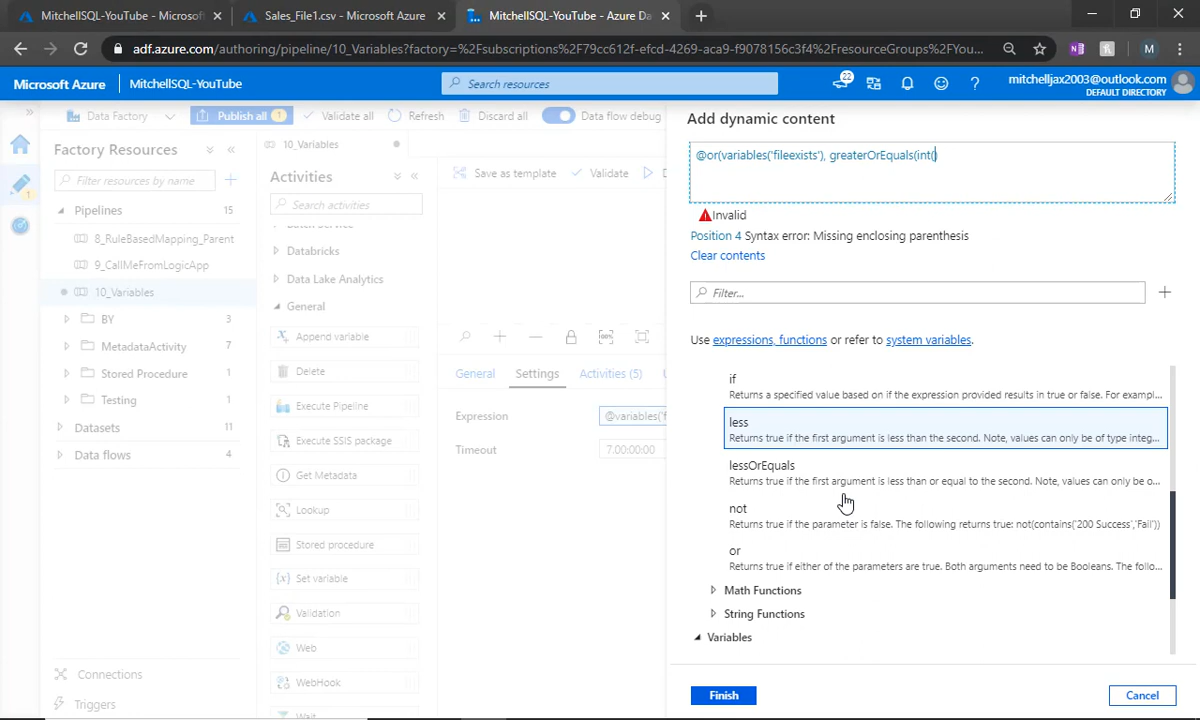 MitchellSQL-YouTube - Microsof
Sales_File1.csv - Microsoft Azure
MitchellSQL-YouTube - Azure Da
adf.azure.com/authoring/pipeline/10_Variables?factory=%2Fsubscriptions%2F79cc612f-efcd-4269-aca9-f9078156c3f4%2FresourceGroups%2FYou...
M
Microsoft Azure
MitchellSQL-YouTube
Search resources
22
mitchelljax2003@outlook.com
DEFAULT DIRECTORY
Data Factory
Publish all
1
Validate all
Refresh
Discard all
Data flow debug
Add dynamic content
Factory Resources
10_Variables
@or(variables('fileexists'), greaterOrEquals(int()
Filter resources by name
Activities
Save as template
Validate
Search activities
Pipelines
15
Invalid
8_RuleBasedMapping_Parent
Position 4 Syntax error: Missing enclosing parenthesis
9_CallMeFromLogicApp
Databricks
Clear contents
10_Variables
Data Lake Analytics
Filter...
BY
3
General
MetadataActivity
7
Append variable
Use expressions, functions or refer to system variables.
Stored Procedure
1
Delete
General
Settings
Activities (5)
Testing
6
Execute Pipeline
Expression
@variables('f
if
Returns a specified value based on if the expression provided results in true or false. For exampl...
Datasets
11
Execute SSIS package
Timeout
7.00:00:00
less
Returns true if the first argument is less than the second. Note, values can only be of type integ...
Data flows
4
Get Metadata
lessOrEquals
Returns true if the first argument is less than or equal to the second. Note, values can only be o...
Lookup
not
Returns true if the parameter is false. The following returns true: not(contains('200 Success','Fail'))
Stored procedure
or
Returns true if either of the parameters are true. Both arguments need to be Booleans. The follo...
Set variable
Math Functions
Validation
String Functions
Web
Variables
Connections
WebHook
Triggers
Finish
Cancel